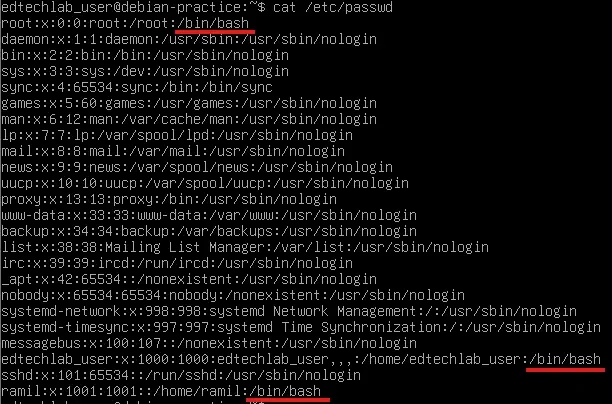 edtechlab_user@debian-practice:~$ cat /etc/passwd
root:x:0:0:root:/root:/bin/bash
daemon:x:1:1:daemon:/usr/sbin:/usr/sbin/nologin
bin:x:2:2:bin:/bin:/usr/sbin/nologin
sys:x:3:3:sys:/dev:/usr/sbin/nologin
sync:x:4:65534:sync:/bin:/bin/sync
games:x:5:60:games:/usr/games:/usr/sbin/nologin
man:x:6:12:man:/var/cache/man:/usr/sbin/nologin
lp:x:7:7:lp:/var/spool/lpd:/usr/sbin/nologin
mail:x:8:8:mail:/var/mail:/usr/sbin/nologin
news:x:9:9:news:/var/spool/news:/usr/sbin/nologin
uucp:x:10:10:uucp:/var/spool/uucp:/usr/sbin/nologin
proxy:x:13:13:proxy:/bin:/usr/sbin/nologin
www-data:x:33:33:www-data:/var/www:/usr/sbin/nologin
backup:x:34:34:backup:/var/backups:/usr/sbin/nologin
list:x:38:38:Mailing List Manager:/var/list:/usr/sbin/nologin
irc:x:39:39:ircd:/run/ircd:/usr/sbin/nologin
_apt:x:42:65534::/nonexistent:/usr/sbin/nologin
nobody:x:65534:65534:nobody:/nonexistent:/usr/sbin/nologin
systemd-network:x:998:998:systemd Network Management:/:/usr/sbin/nologin
systemd-timesync:x:997:997:systemd Time Synchronization:/:/usr/sbin/nologin
messagebus:x:100:107::/nonexistent:/usr/sbin/nologin
edtechlab_user:x:1000:1000:edtechlab_user,,,:/home/edtechlab_user:/bin/bash
sshd:x:101:65534::/run/sshd:/usr/sbin/nologin
ramil:x:1001:1001::/home/ramil:/bin/bash
edtechlab_user@debian-practice:~$